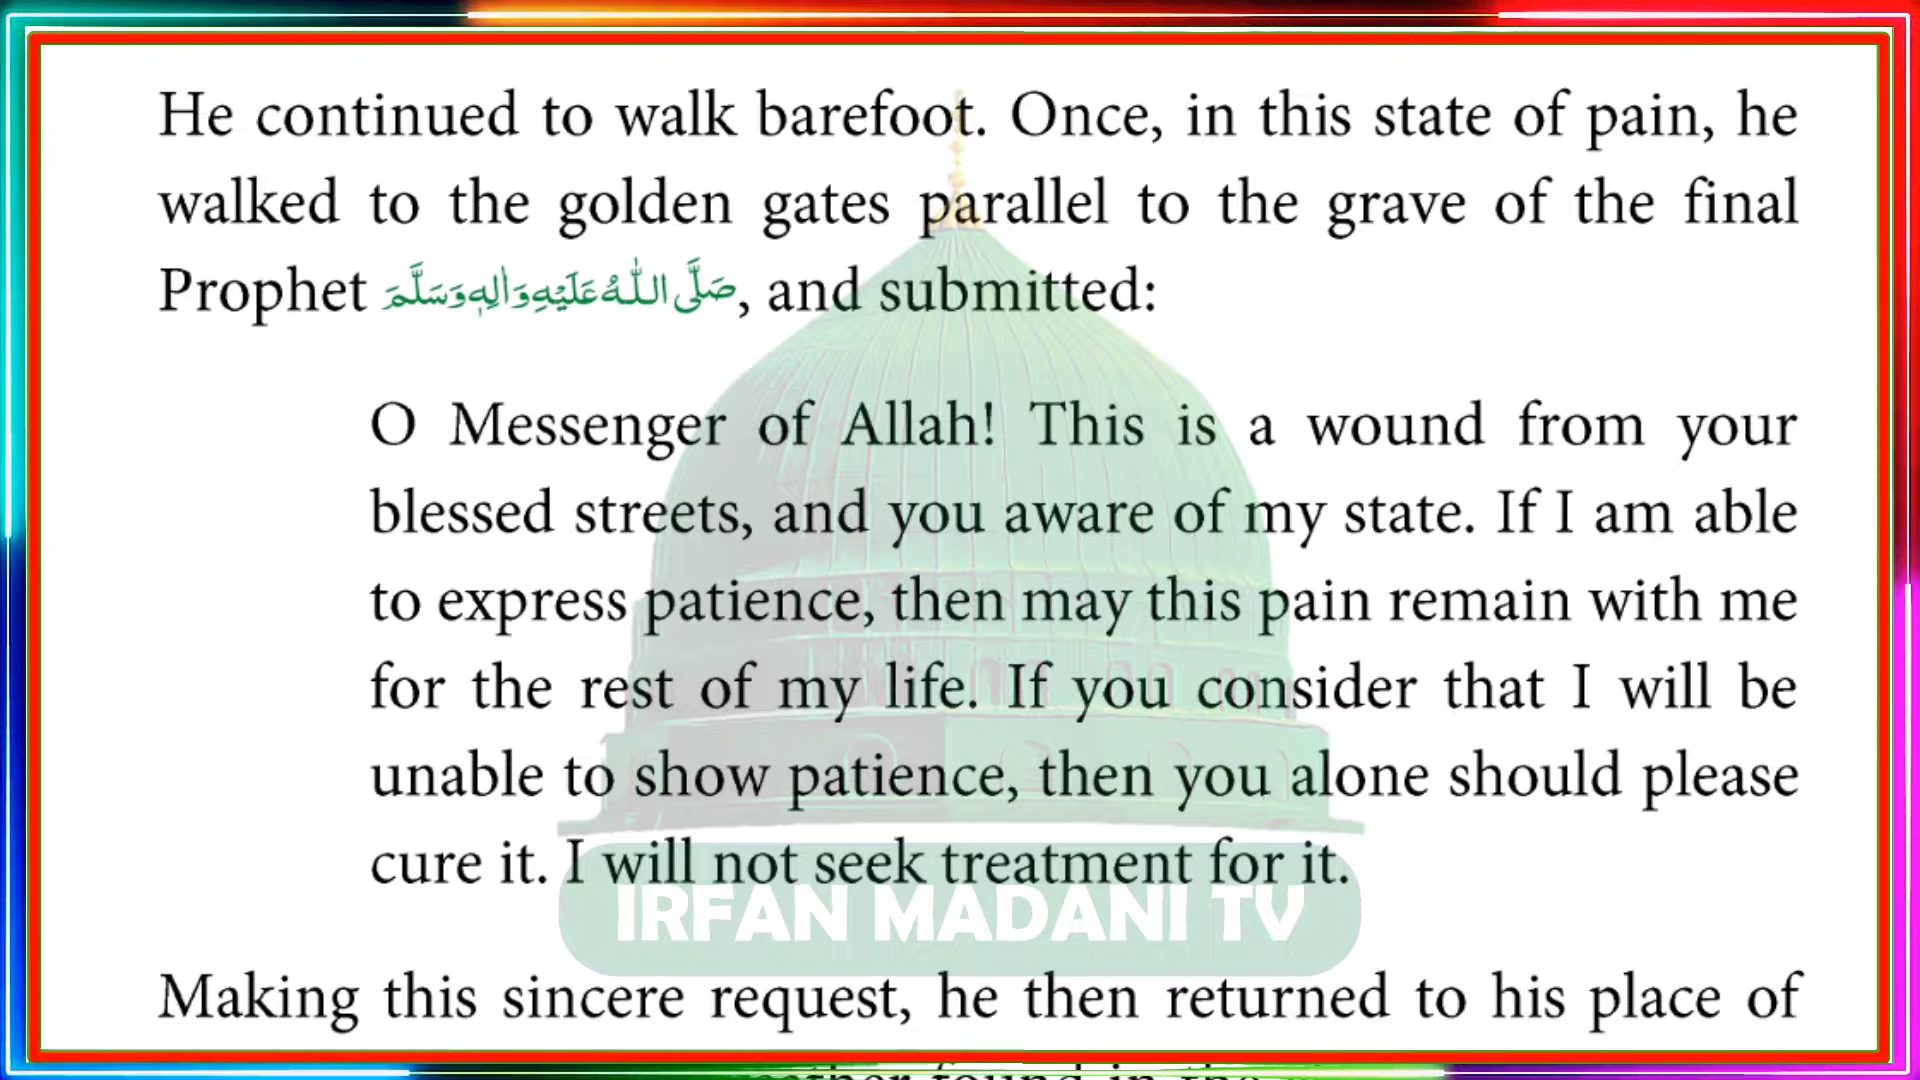 He continued to walk barefoot. Once, in this state of pain, he
walked to the golden gates parallel to the grave of the final
Prophet صَلَّى اللّٰهُ عَلَيْهِ وَاٰلِهٖ وَسَلَّمَ, and submitted:
O Messenger of Allah! This is a wound from your
blessed streets, and you aware of my state. If I am able
to express patience, then may this pain remain with me
for the rest of my life. If you consider that I will be
unable to show patience, then you alone should please
cure it. I will not seek treatment for it.
IRFAN MADANI TV
Making this sincere request, he then returned to his place of
found in the